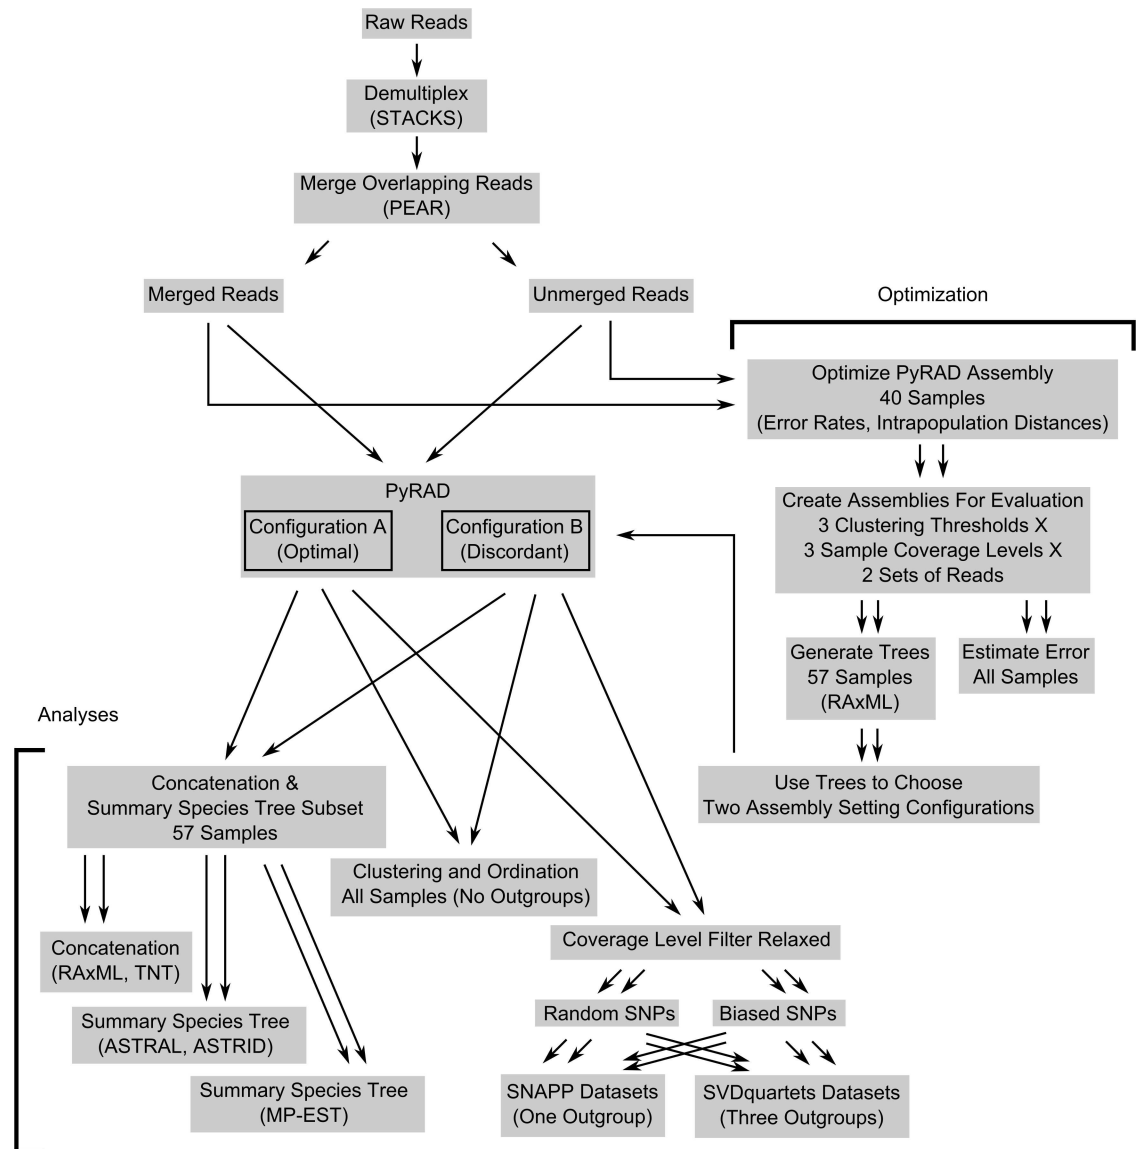 Raw Reads
Demultiplex
(STACKS)
Merge Overlapping Reads
(PEAR)
Merged Reads
Unmerged Reads
Optimization
Optimize PyRAD Assembly
40 Samples
(Error Rates, Intrapopulation Distances)
PyRAD
Configuration A
(Optimal)
Configuration B
(Discordant)
Create Assemblies For Evaluation
3 Clustering Thresholds X
3 Sample Coverage Levels X
2 Sets of Reads
Generate Trees
57 Samples
(RAxML)
Estimate Error
All Samples
Use Trees to Choose
Two Assembly Setting Configurations
Analyses
Concatenation &
Summary Species Tree Subset
57 Samples
Clustering and Ordination
All Samples (No Outgroups)
Coverage Level Filter Relaxed
Concatenation
(RAxML, TNT)
Summary Species Tree
(ASTRAL, ASTRID)
Summary Species Tree
(MP-EST)
Random SNPs
Biased SNPs
SNAPP Datasets
(One Outgroup)
SVDquartets Datasets
(Three Outgroups)